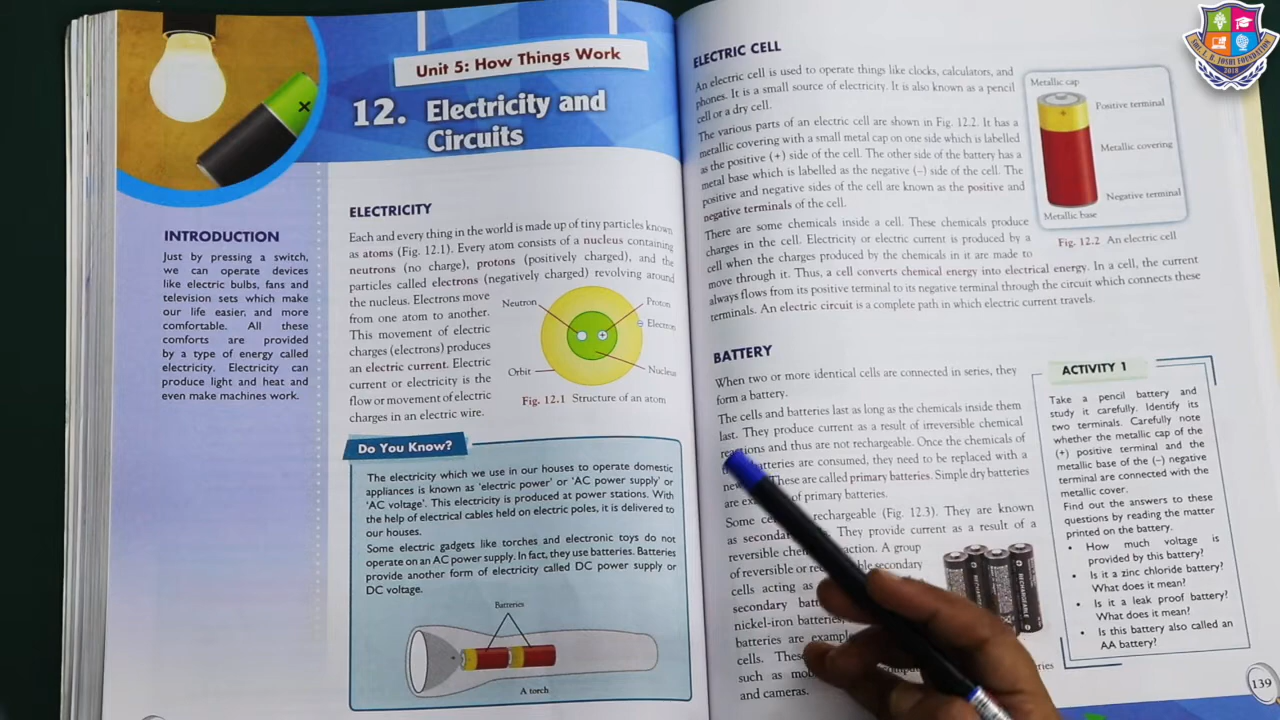 Unit 5: How Things Work
12. Electricity and
Circuits
INTRODUCTION
Just by pressing a switch,
we can operate devices
like electric bulbs, fans and
television sets which make
our life easier, and more
comfortable. All these
comforts are provided
by a type of energy called
electricity. Electricity can
produce light and heat and
even make machines work.
ELECTRICITY
Each and every thing in the world is made up of tiny particles known
as atoms (Fig. 12.1). Every atom consists of a nucleus containing
neutrons (no charge), protons (positively charged), and the
particles called electrons (negatively charged) revolving around
the nucleus. Electrons move
from one atom to another.
This movement of electric
charges (electrons) produces
an electric current. Electric
current or electricity is the
flow or movement of electric
charges in an electric wire.
Neutron
Proton
Electron
Nucleus
Orbit
Fig. 12.1 Structure of an atom
Do You Know?
The electricity which we use in our houses to operate domestic
appliances is known as 'electric power' or 'AC power supply' or
'AC voltage'. This electricity is produced at power stations. With
the help of electrical cables held on electric poles, it is delivered to
our houses.
Some electric gadgets like torches and electronic toys do not
operate on an AC power supply. In fact, they use batteries. Batteries
provide another form of electricity called DC power supply or
DC voltage.
Batteries
A torch
ELECTRIC CELL
An electric cell is used to operate things like clocks, calculators, and
phones. It is a small source of electricity. It is also known as a pencil
cell or a dry cell.
The various parts of an electric cell are shown in Fig. 12.2. It has a
metallic covering with a small metal cap on one side which is labelled
as the positive (+) side of the cell. The other side of the battery has a
metal base which is labelled as the negative (–) side of the cell. The
positive and negative sides of the cell are known as the positive and
negative terminals of the cell.
There are some chemicals inside a cell. These chemicals produce
charges in the cell. Electricity or electric current is produced by a
cell when the charges produced by the chemicals in it are made to
move through it. Thus, a cell converts chemical energy into electrical energy. In a cell, the current
always flows from its positive terminal to its negative terminal through the circuit which connects these
terminals. An electric circuit is a complete path in which electric current travels.
Metallic cap
Positive terminal
Metallic covering
Negative terminal
Metallic base
Fig. 12.2 An electric cell
BATTERY
When two or more identical cells are connected in series, they
form a battery.
The cells and batteries last as long as the chemicals inside them
last. They produce current as a result of irreversible chemical
reactions and thus are not rechargeable. Once the chemicals of
batteries are consumed, they need to be replaced with a
These are called primary batteries. Simple dry batteries
are of primary batteries.
Some rechargeable (Fig. 12.3). They are known
as They provide current as a result of a
reversible action. A group
of reversible or secondary
cells acting as
secondary
nickel-iron batteries,
batteries are
cells.
such as
and cameras.
RECHARGEABLE
ACTIVITY 1
Take a pencil battery and
study it carefully. Identify its
two terminals. Carefully note
whether the metallic cap of the
(+) positive terminal and the
metallic base of the (–) negative
terminal are connected with the
metallic cover.
Find out the answers to these
questions by reading the matter
printed on the battery.
• How much voltage is
provided by this battery?
• Is it a zinc chloride battery?
What does it mean?
• Is it a leak proof battery?
What does it mean?
• Is this battery also called an
AA battery?
139
JOSHI FOUNDATION
2018